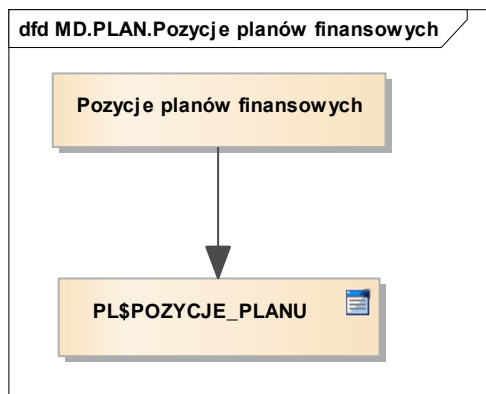 dfd MD.PLAN.Pozycje planów finansowych
Pozycje planów finansowych
PL$POZYCJE_PLANU